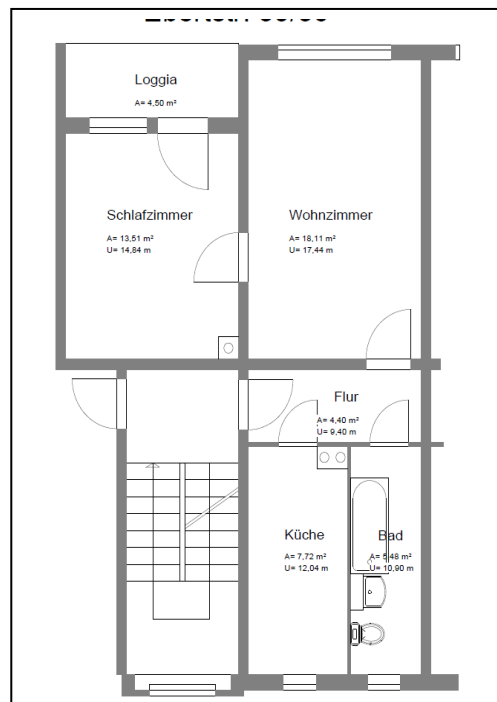 Loggia
A= 4,50 m²
Schlafzimmer
A= 13,51 m²
U= 14,84 m
Wohnzimmer
A= 18,11 m²
U= 17,44 m
Flur
A= 4,40 m²
U= 9,40 m
Küche
A= 7,72 m²
U= 12,04 m
Bad
A= 5,48 m²
U= 10,90 m